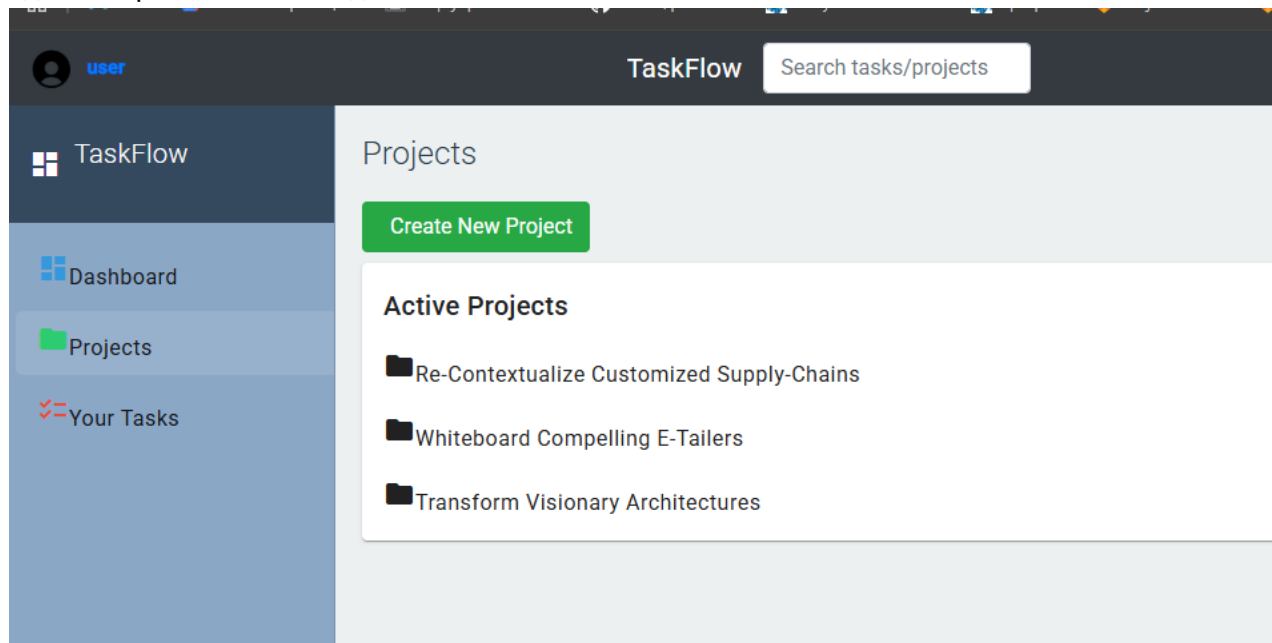 user
TaskFlow
Search tasks/projects
TaskFlow
Projects
Create New Project
Dashboard
Active Projects
Projects
Re-Contextualize Customized Supply-Chains
Your Tasks
Whiteboard Compelling E-Tailers
Transform Visionary Architectures